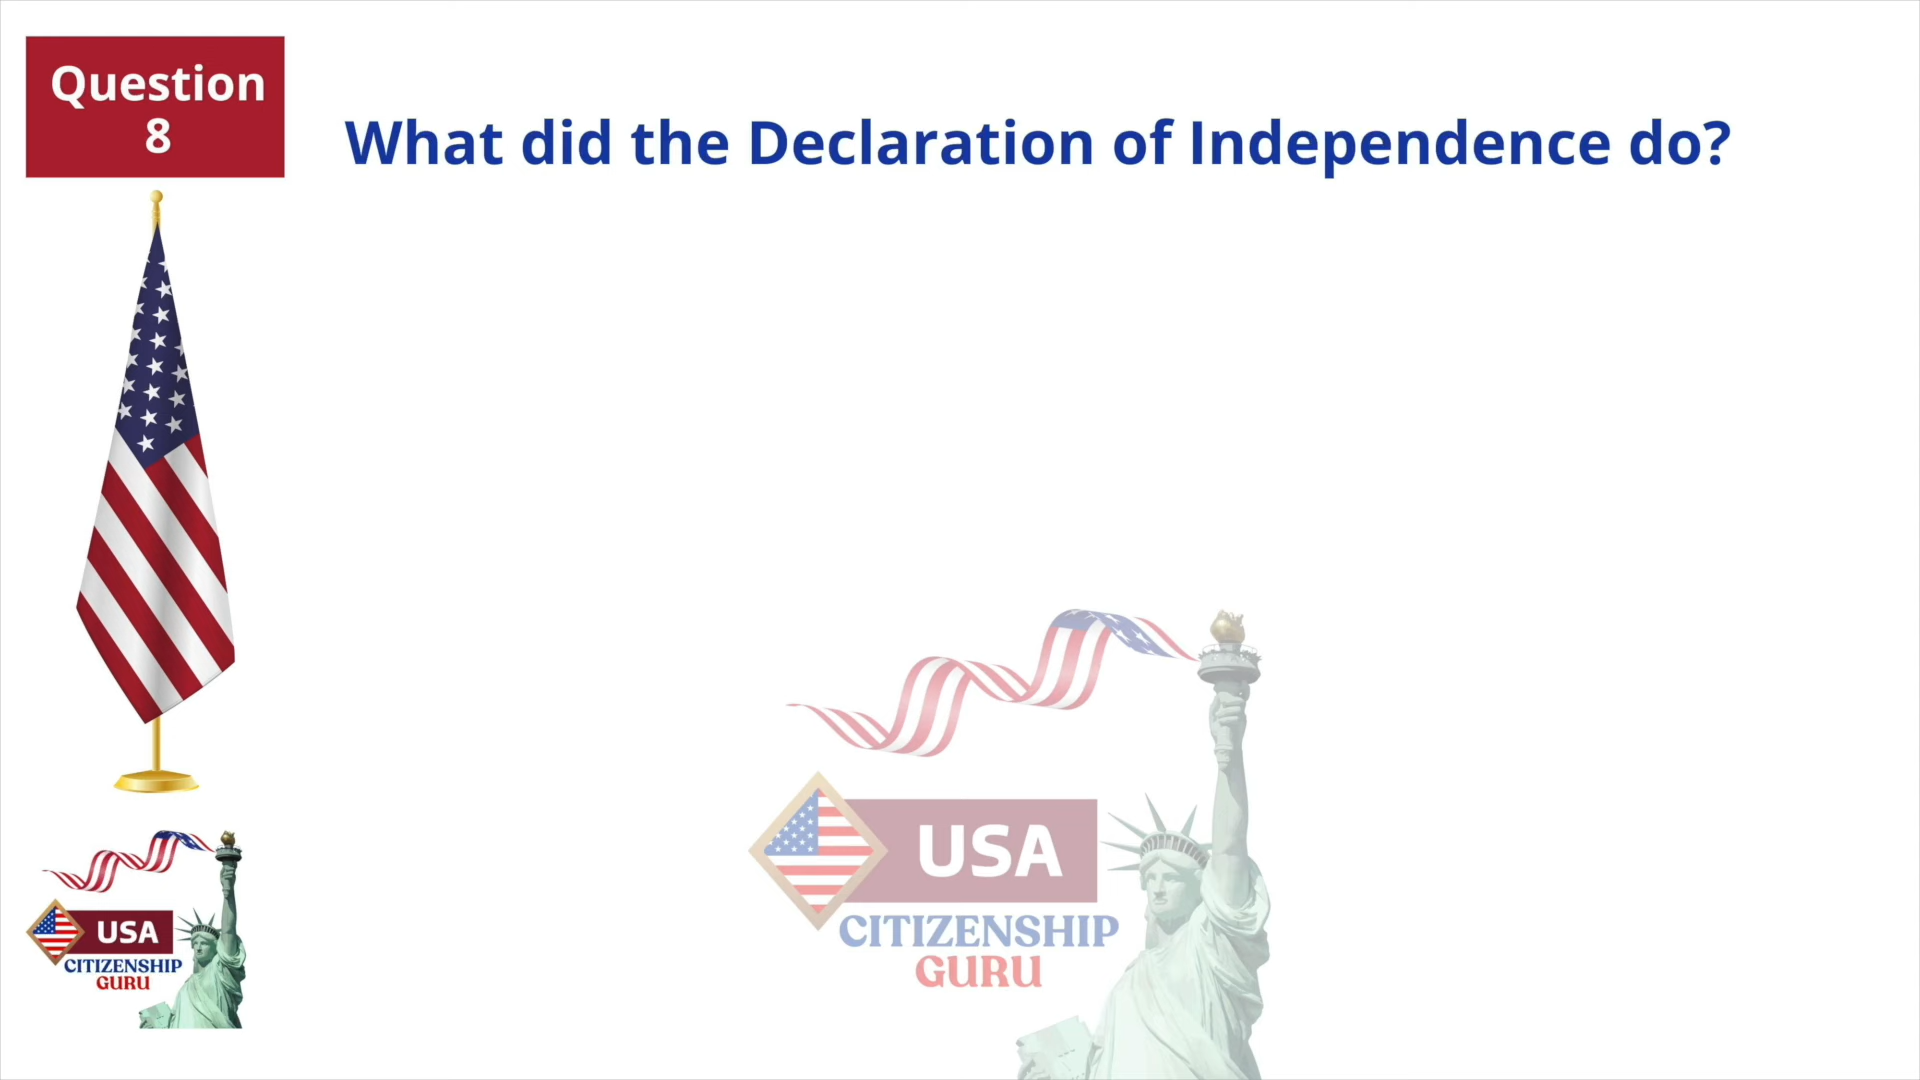 Question
8
What did the Declaration of Independence do?
USA
CITIZENSHIP
GURU
USA
CITIZENSHIP
GURU